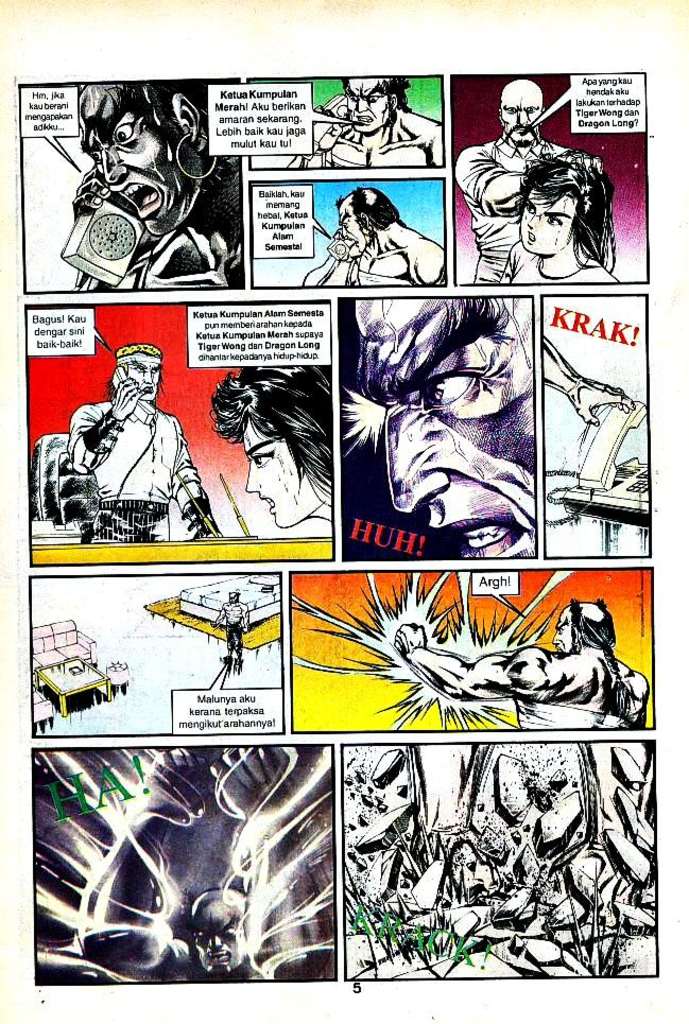 Hm, jika
kau berani
mengapakan
adikku...
Ketua Kumpulan
Merah! Aku berikan
amaran sekarang.
Lebih baik kau jaga
mulut kau tu!
Baiklah, kau
memang
hebat, Ketua
Kumpulan
Alam
Semesta!
Apa yang kau
hendak aku
lakukan terhadap
Tiger Wong dan
Dragon Long?
Bagus! Kau
dengar sini
baik-baik!
Ketua Kumpulan Alam Semesta
pun memberi arahan kepada
Ketua Kumpulan Merah supaya
Tiger Wong dan Dragon Long
dihantar kepadanya hidup-hidup.
HUH!
KRAK!
Malunya aku
kerana terpaksa
mengikut arahannya!
Argh!
HA!
KRACK!
5